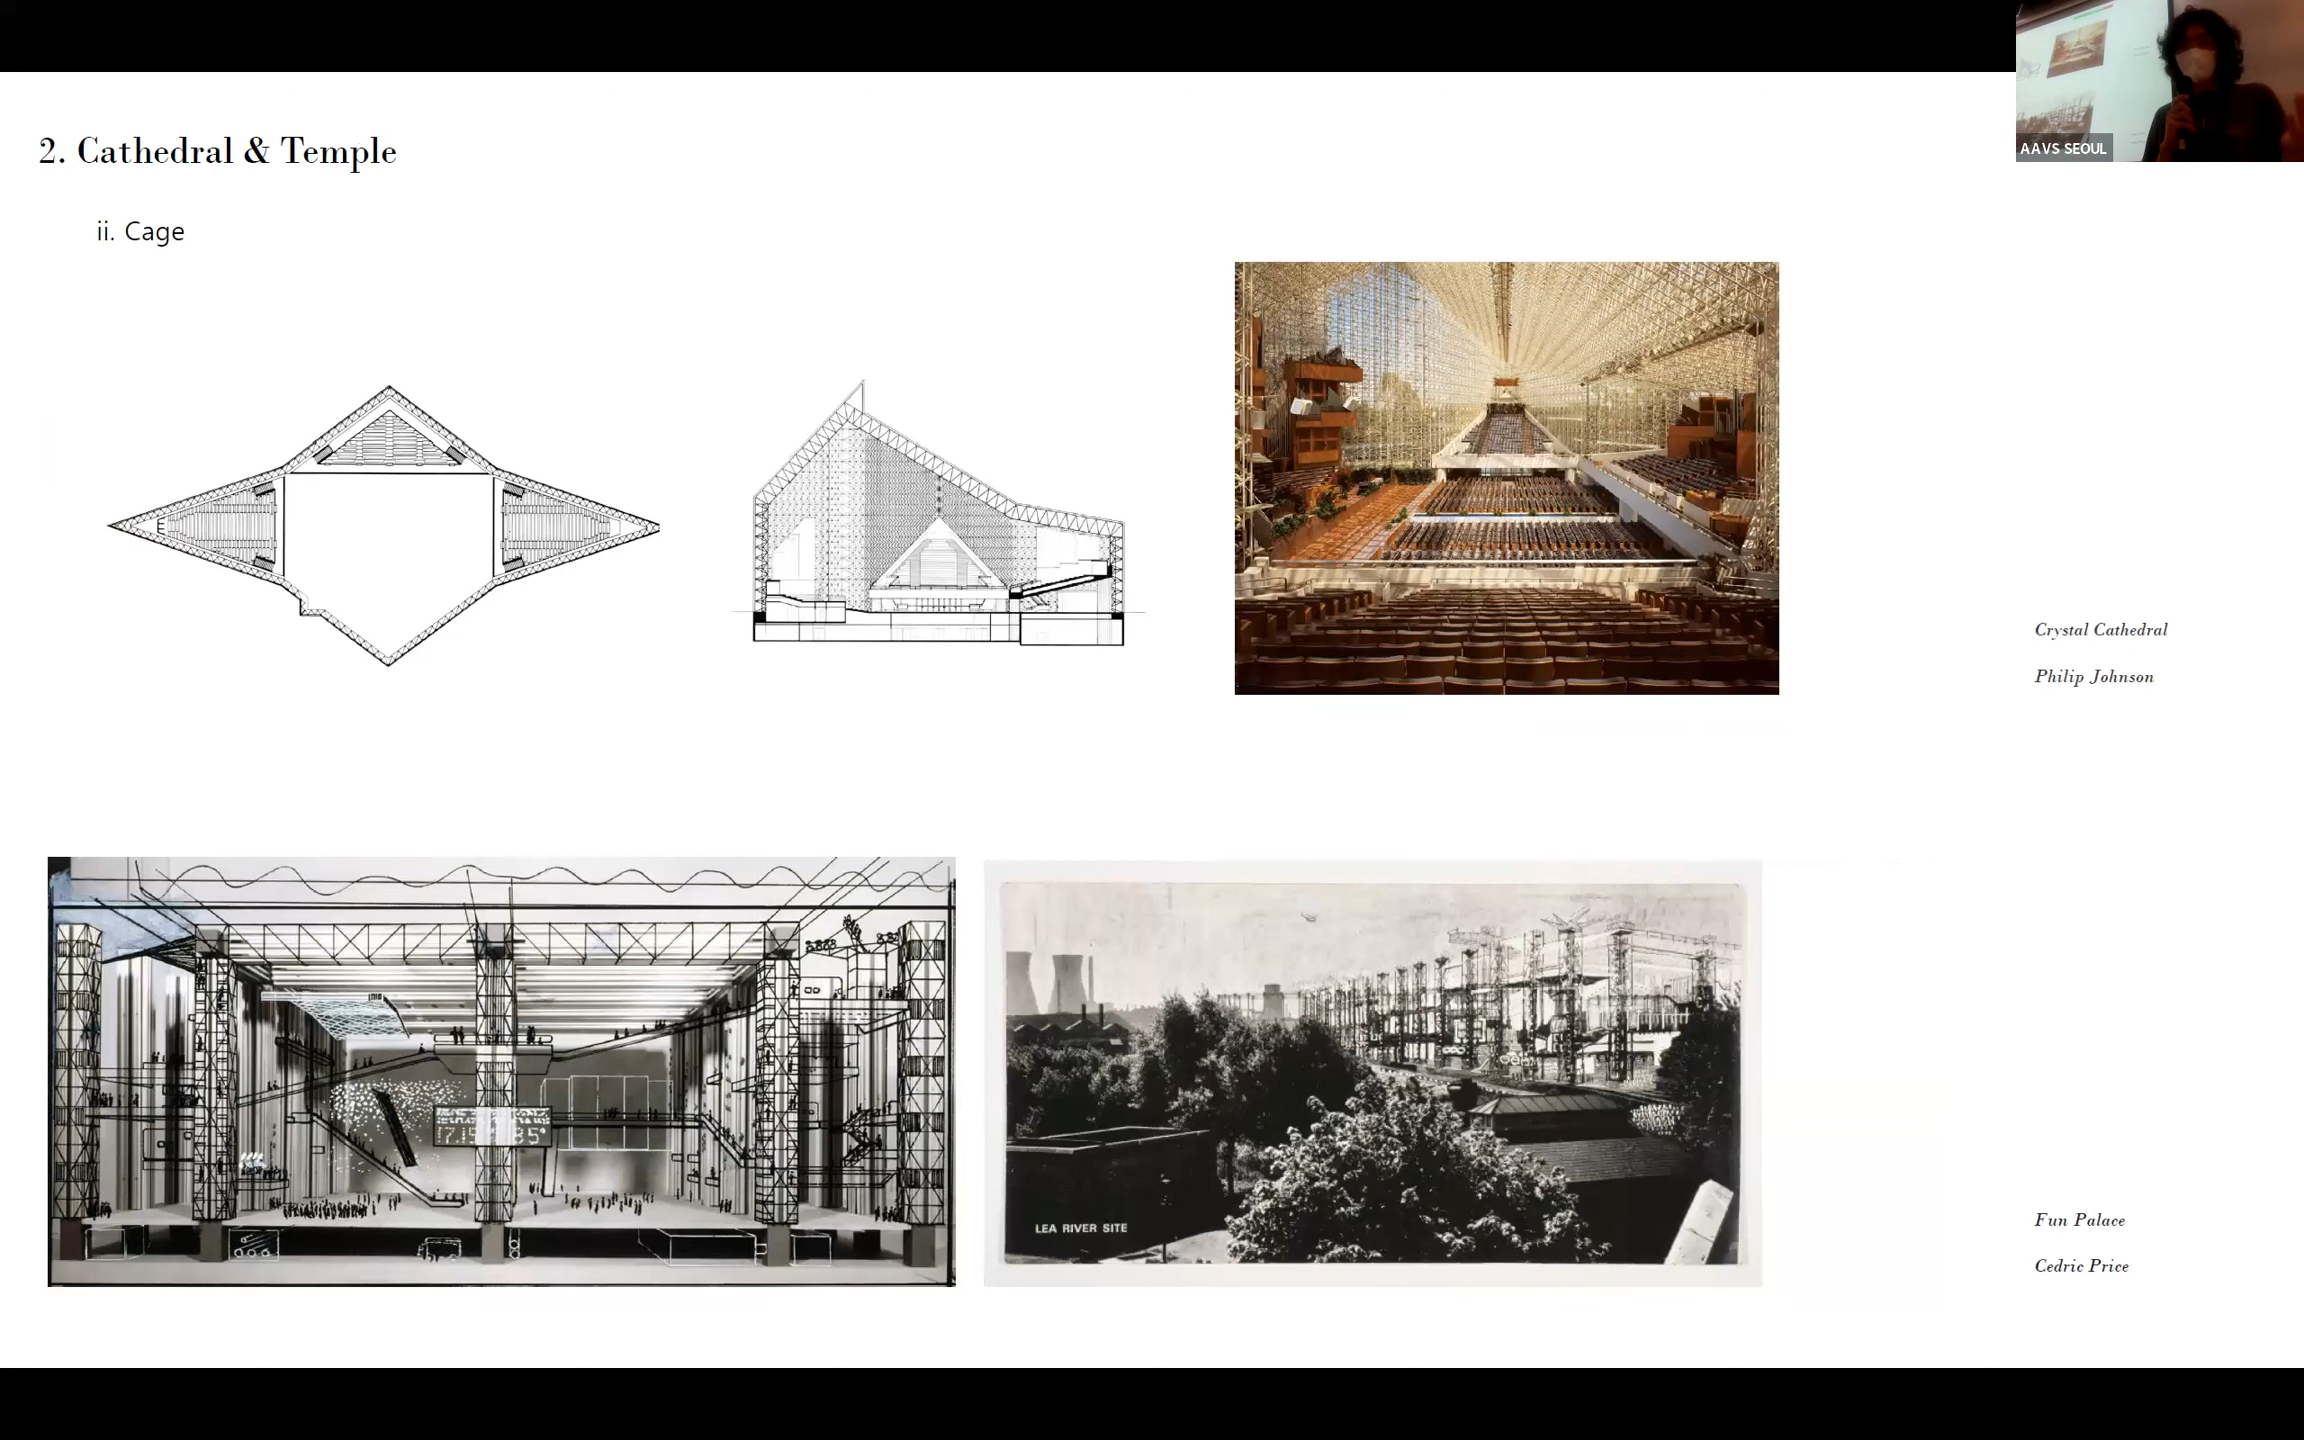 AAVS SEOUL
2. Cathedral & Temple
ii. Cage
Crystal Cathedral
Philip Johnson
LEA RIVER SITE
Fun Palace
Cedric Price